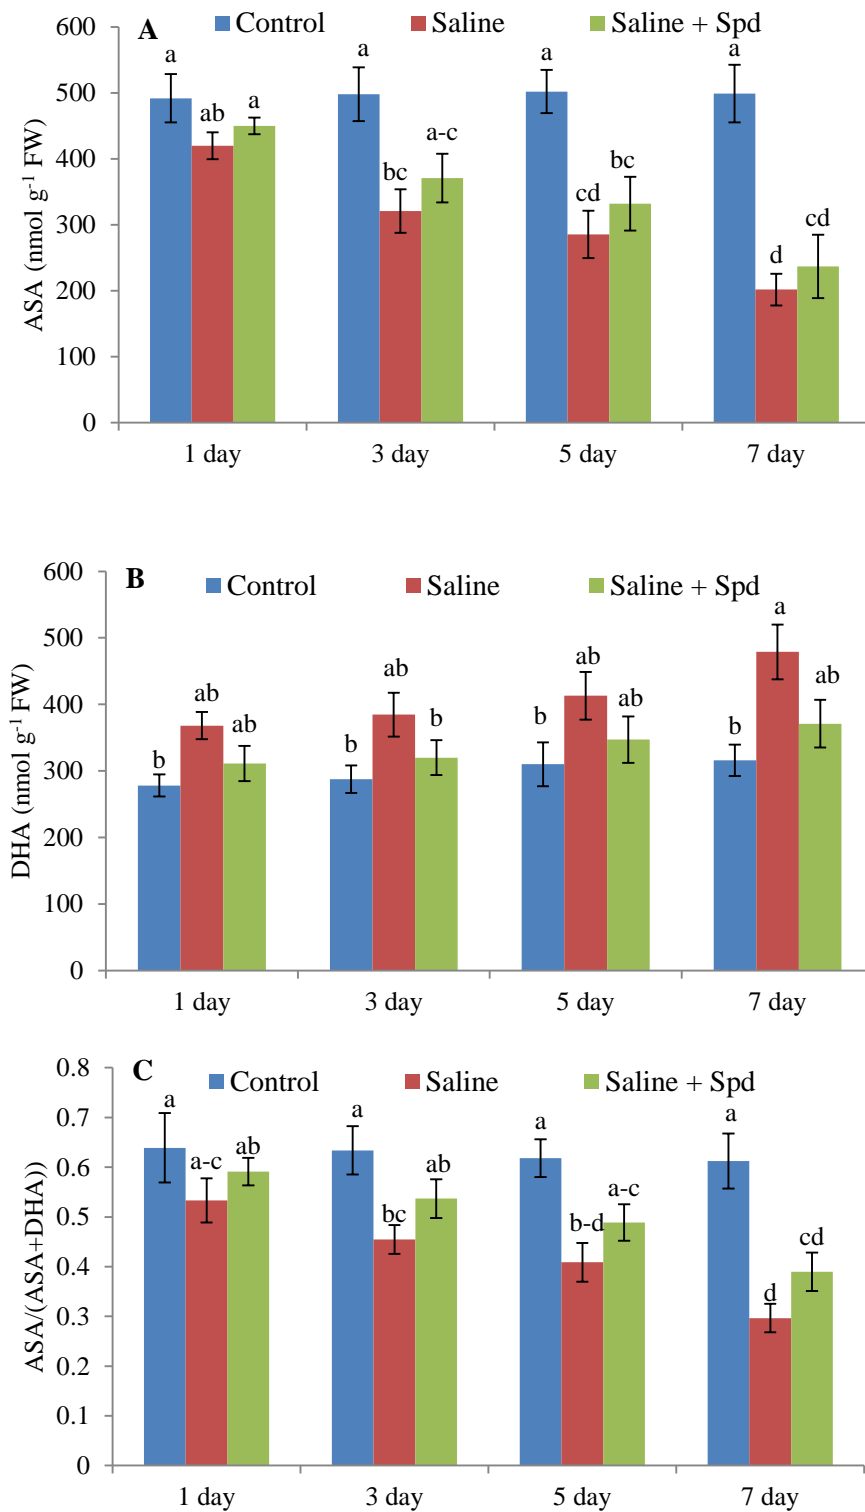 A
Control Saline Saline + Spd
600
500
400
300
200
100
0
ASA (nmol g⁻¹ FW)
a ab a
a bc a-c
a cd bc
a d cd
1 day 3 day 5 day 7 day
B
Control Saline Saline + Spd
600
500
400
300
200
100
0
DHA (nmol g⁻¹ FW)
b ab ab
b ab b
b ab ab
b a ab
1 day 3 day 5 day 7 day
C
Control Saline Saline + Spd
0.8
0.7
0.6
0.5
0.4
0.3
0.2
0.1
0
ASA/(ASA+DHA))
a a-c ab
a bc ab
a b-d a-c
a d cd
1 day 3 day 5 day 7 day